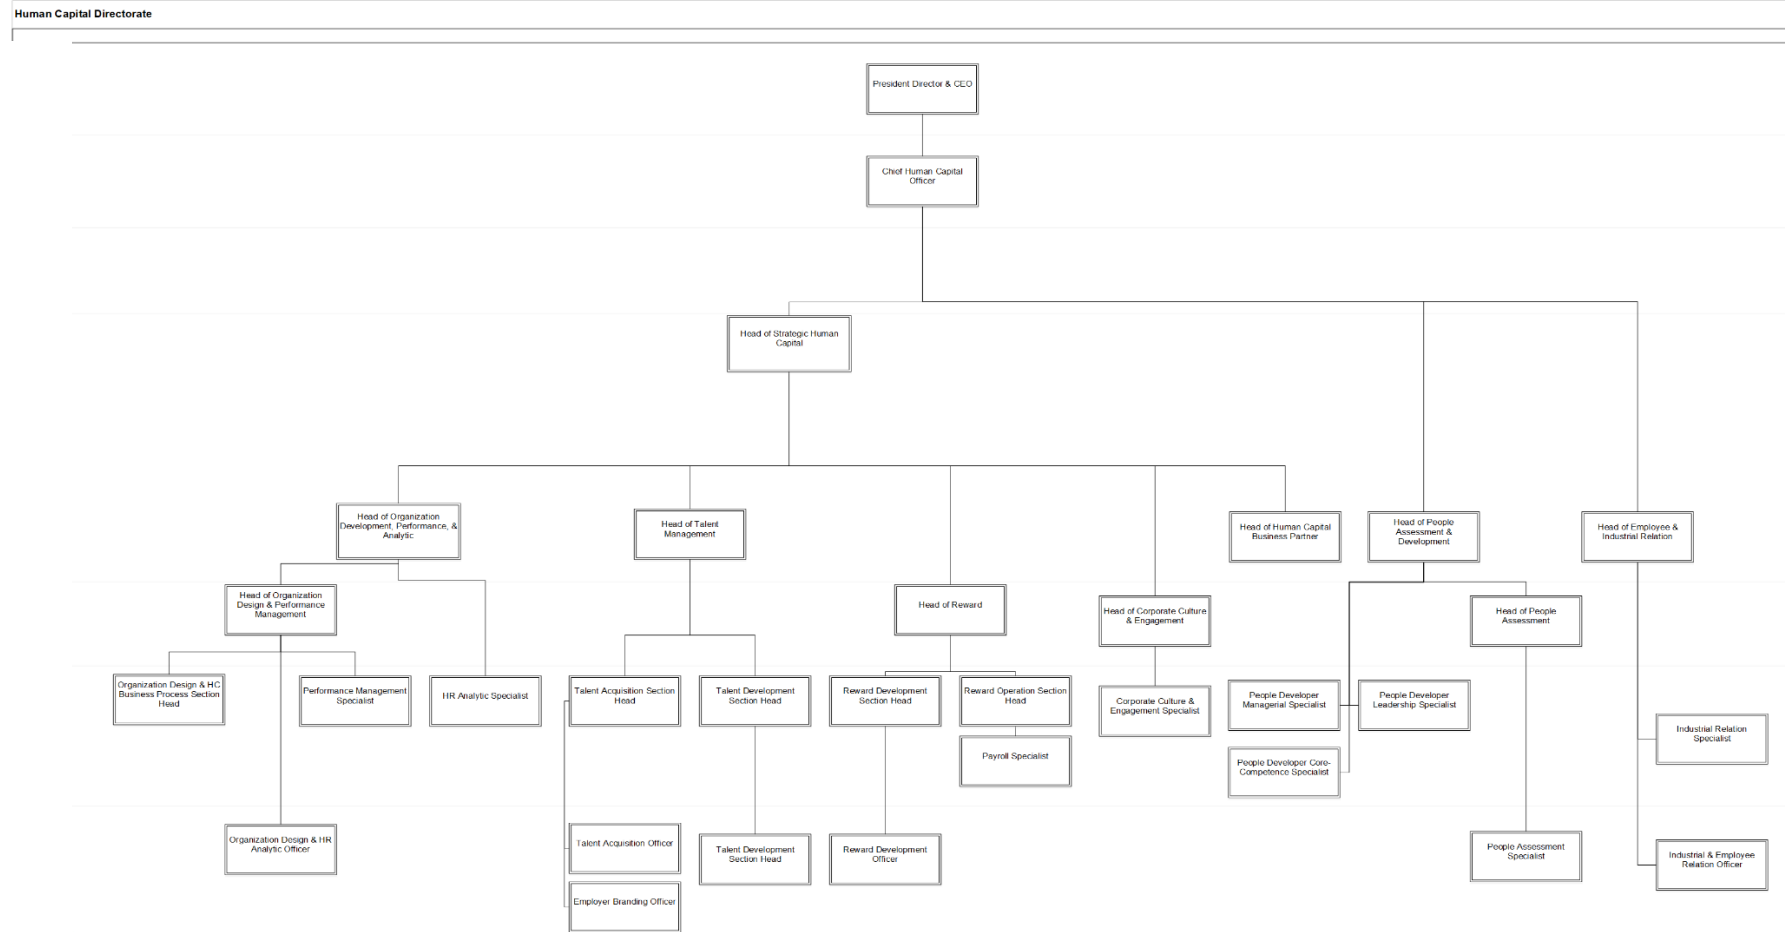 Human Capital Directorate
President Director & CEO
Chief Human Capital
Officer
Head of Strategic Human
Capital
Head of Organization
Development, Performance, &
Analytic
Head of Talent
Management
Head of Human Capital
Business Partner
Head of People
Assessment &
Development
Head of Employee &
Industrial Relation
Head of Organization
Design & Performance
Management
Head of Reward
Head of Corporate Culture
& Engagement
Head of People
Assessment
Organization Design & HC
Business Process Section
Head
Performance Management
Specialist
HR Analytic Specialist
Talent Acquisition Section
Head
Talent Development
Section Head
Reward Development
Section Head
Reward Operation Section
Head
Corporate Culture &
Engagement Specialist
People Developer
Managerial Specialist
People Developer
Leadership Specialist
Industrial Relation
Specialist
Payroll Specialist
People Developer Core-
Competence Specialist
Organization Design & HR
Analytic Officer
Talent Acquisition Officer
Talent Development
Section Head
Reward Development
Officer
People Assessment
Specialist
Industrial & Employee
Relation Officer
Employer Branding Officer